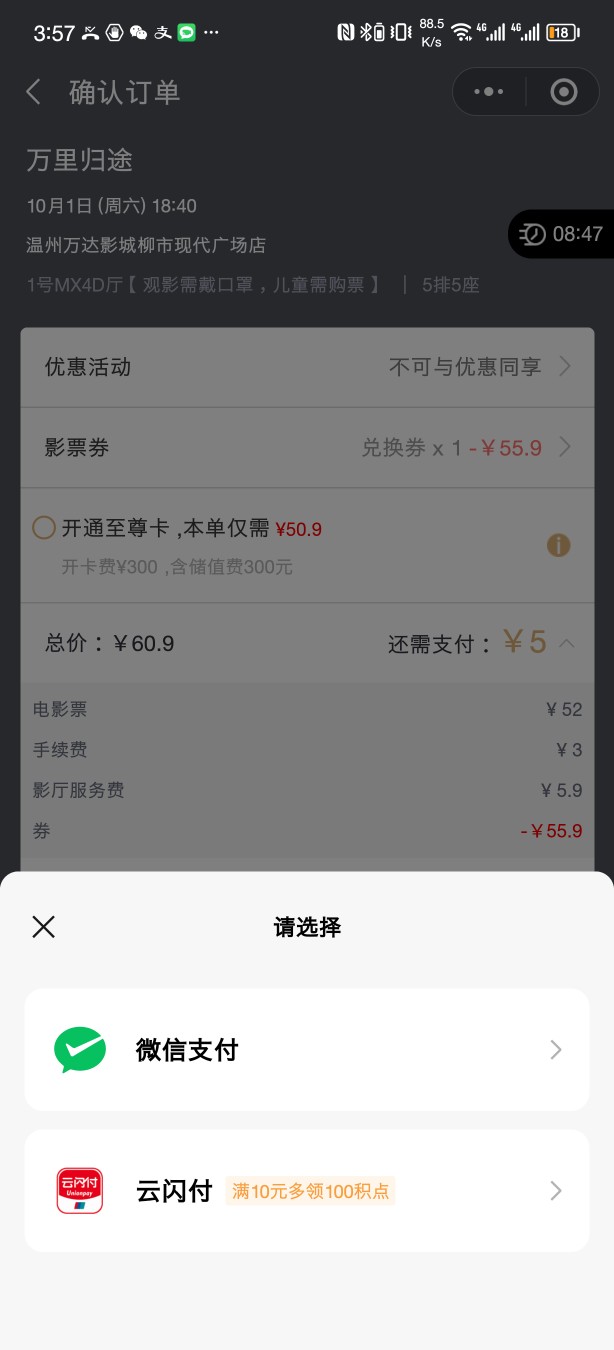 3:57 支 ... 88.5 K/s 4G 4G 18
确认订单
万里归途
10月1日 (周六) 18:40
08:47
温州万达影城柳市现代广场店
1号MX4D厅【 观影需戴口罩，儿童需购票 】 | 5排5座
优惠活动 不可与优惠同享
影票券 兑换券 x 1 -￥55.9
开通至尊卡 ,本单仅需 ¥50.9
开卡费¥300 ,含储值费300元
总价：￥60.9 还需支付：￥5
电影票 ￥52
手续费 ￥3
影厅服务费 ￥5.9
券 -￥55.9
请选择
微信支付
云闪付 Unionpay 云闪付 满10元多领100积点